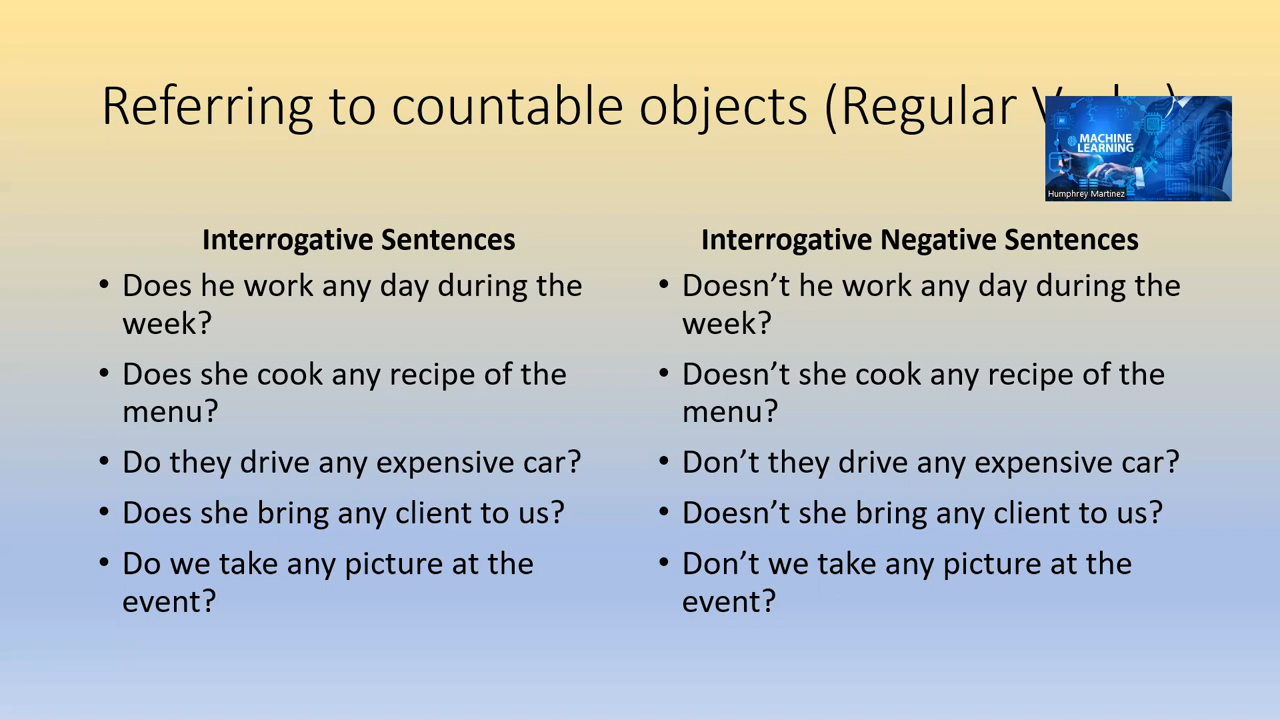 Referring to countable objects (Regular
MACHINE
LEARNING
Humphrey Martinez
Interrogative Sentences
• Does he work any day during the
week?
• Does she cook any recipe of the
menu?
• Do they drive any expensive car?
• Does she bring any client to us?
• Do we take any picture at the
event?
Interrogative Negative Sentences
• Doesn’t he work any day during the
week?
• Doesn’t she cook any recipe of the
menu?
• Don’t they drive any expensive car?
• Doesn’t she bring any client to us?
• Don’t we take any picture at the
event?